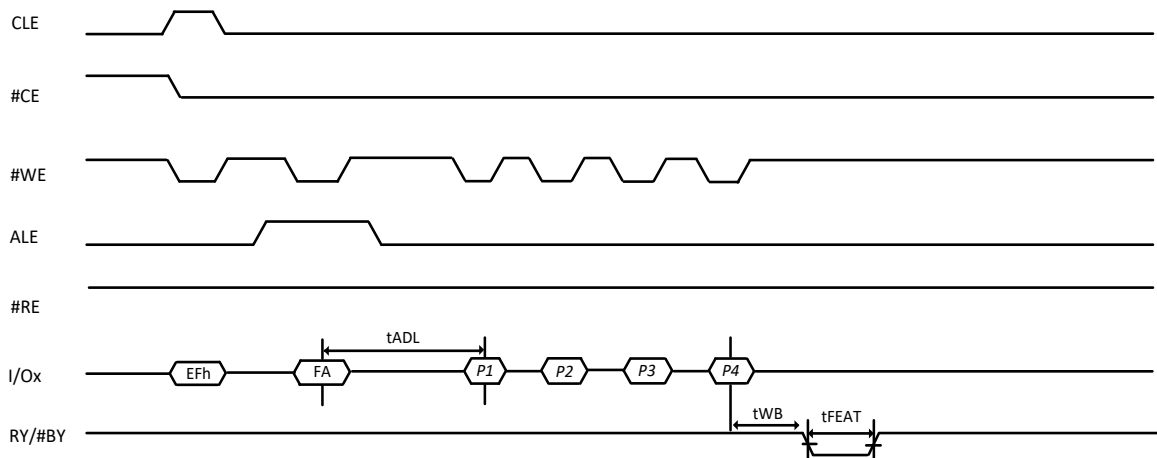 CLE
#CE
#WE
ALE
#RE
tADL
I/Ox EFh FA P1 P2 P3 P4
tWB tFEAT
RY/#BY